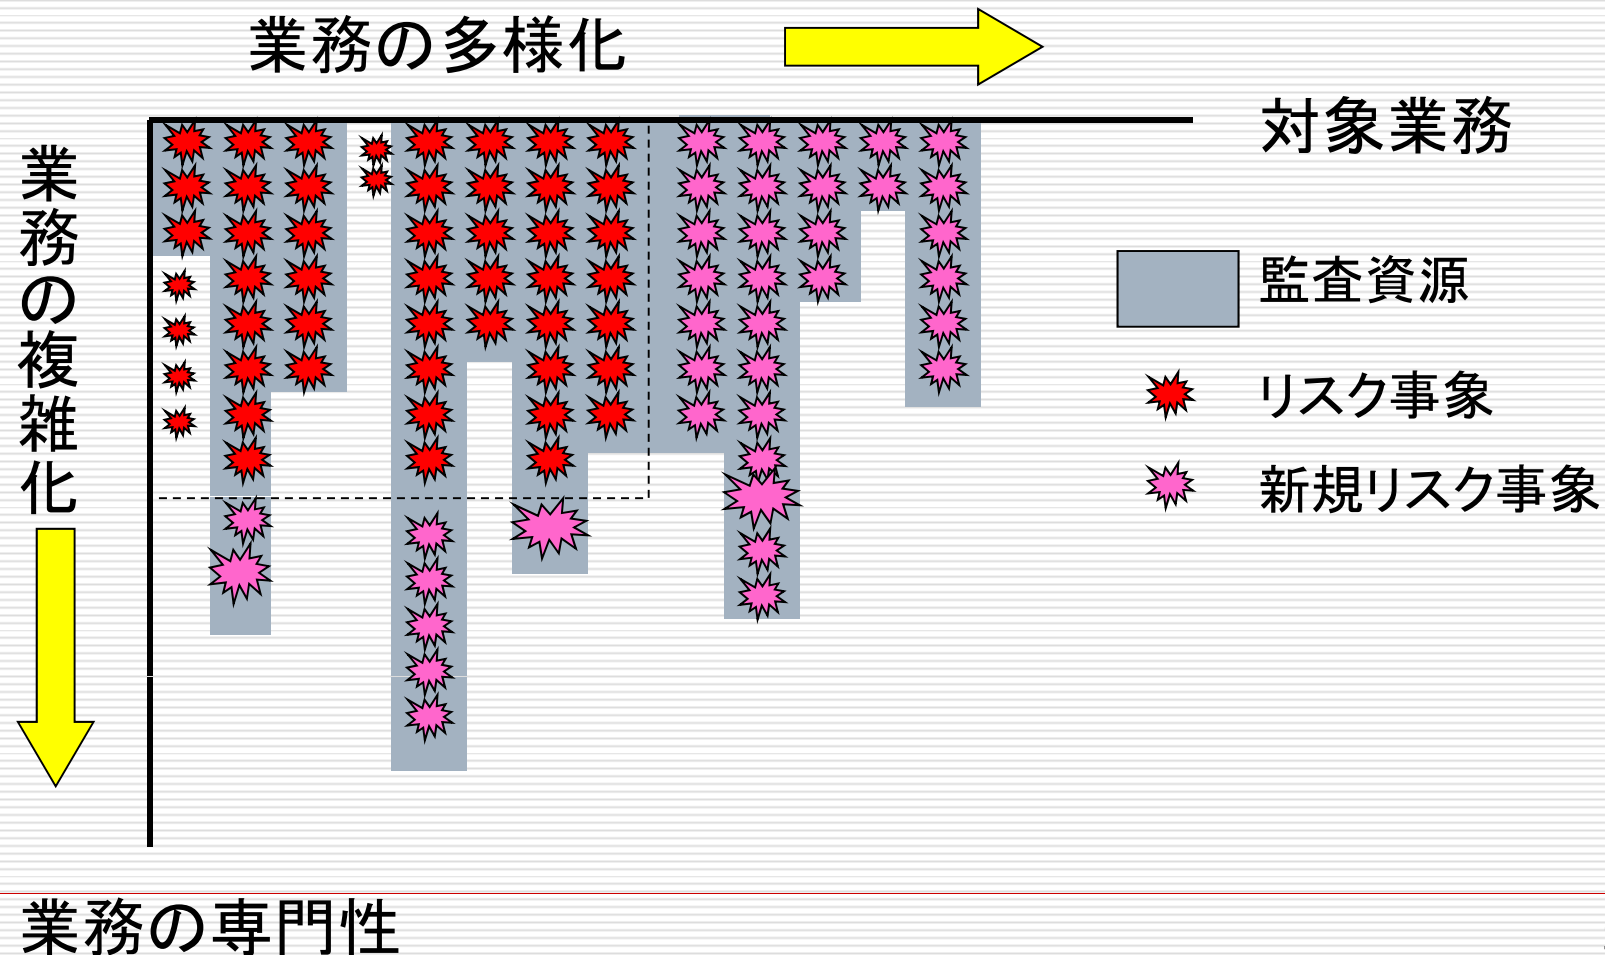 業務の多様化
対象業務
業務の複雑化
監査資源
リスク事象
新規リスク事象
業務の専門性